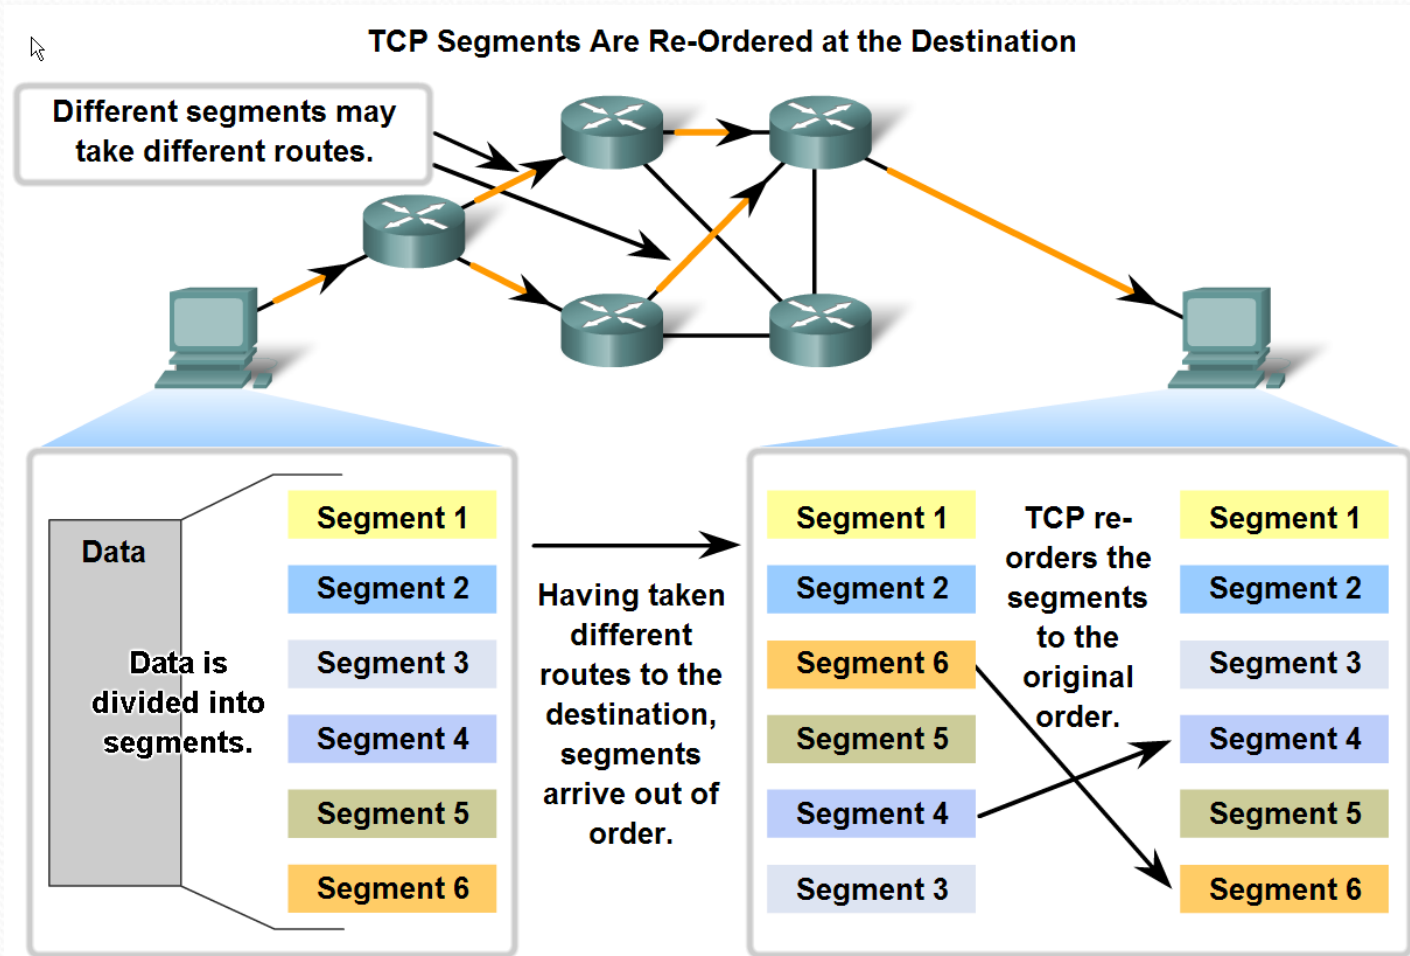 TCP Segments Are Re-Ordered at the Destination
Different segments may
take different routes.
Data
Data is
divided into
segments.
Segment 1
Segment 2
Segment 3
Segment 4
Segment 5
Segment 6
Having taken
different
routes to the
destination,
segments
arrive out of
order.
Segment 1
Segment 2
Segment 6
Segment 5
Segment 4
Segment 3
TCP re-
orders the
segments
to the
original
order.
Segment 1
Segment 2
Segment 3
Segment 4
Segment 5
Segment 6